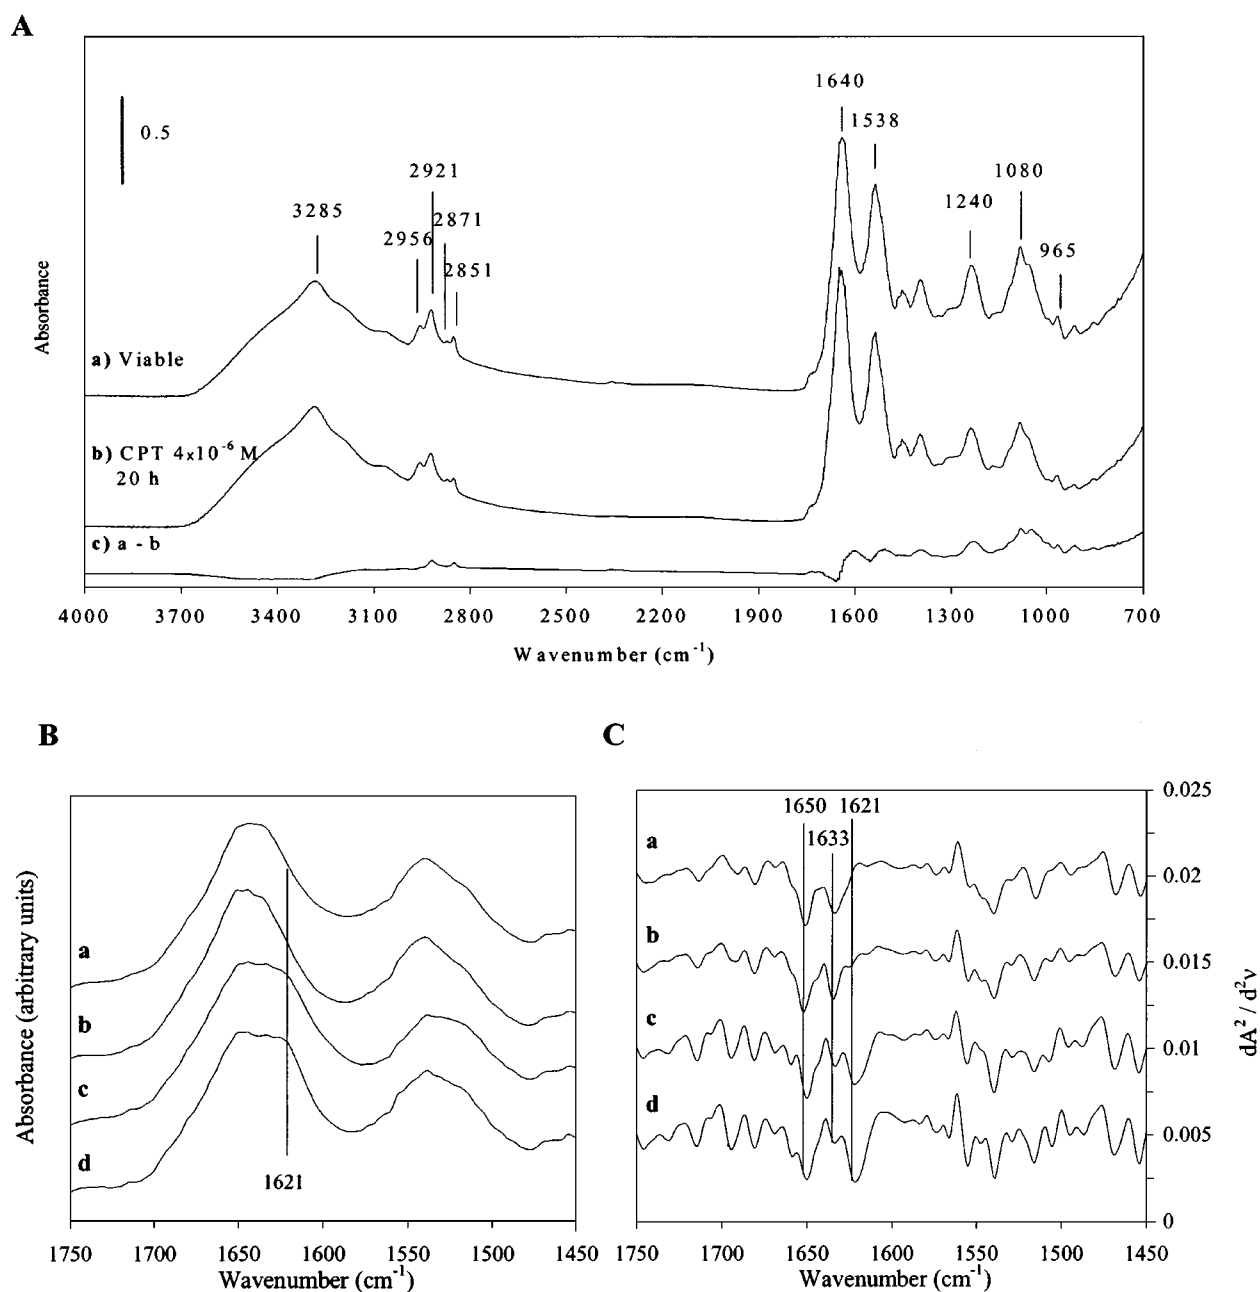 A
0.5
1640
1538
2921
2871
3285
2956
2851
1240
1080
965
Absorbance
a) Viable
b) CPT 4x10⁻⁶ M
20 h
c) a - b
4000 3700 3400 3100 2800 2500 2200 1900 1600 1300 1000 700
Wavenumber (cm⁻¹)
B
Absorbance (arbitrary units)
a
b
c
d
1621
1750 1700 1650 1600 1550 1500 1450
Wavenumber (cm⁻¹)
C
1650 1621
1633
a
b
c
d
0.025
0.02
0.015
0.01
0.005
0
dA² / d²ν
1750 1700 1650 1600 1550 1500 1450
Wavenumber (cm⁻¹)